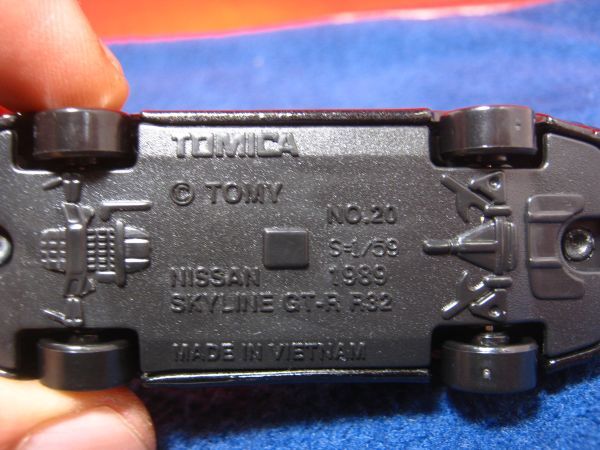 TOMICA
© TOMY
NO.20
S=1/59
NISSAN 1989
SKYLINE GT-R R32
MADE IN VIETNAM